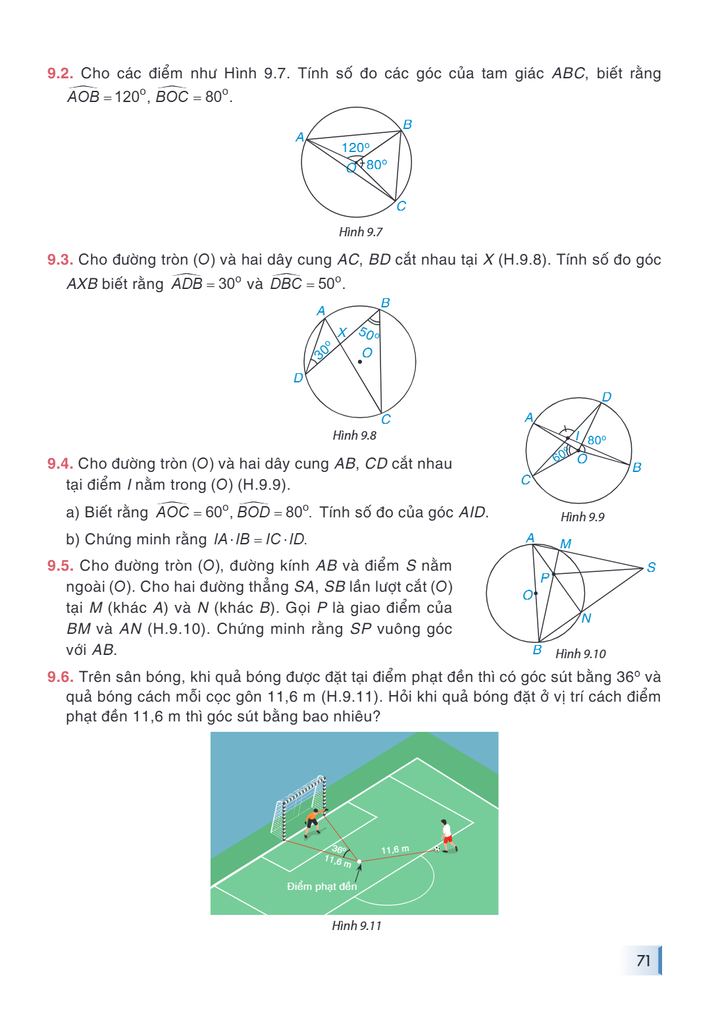 9.2. Cho các điểm như Hình 9.7. Tính số đo các góc của tam giác ABC, biết rằng
AOB = 120°, BOC = 80°.
A
B
120°
O
80°
C
Hình 9.7
9.3. Cho đường tròn (O) và hai dây cung AC, BD cắt nhau tại X (H.9.8). Tính số đo góc
AXB biết rằng ADB = 30° và DBC = 50°.
A
B
X
50°
30°
O
D
C
Hình 9.8
9.4. Cho đường tròn (O) và hai dây cung AB, CD cắt nhau
tại điểm I nằm trong (O) (H.9.9).
a) Biết rằng AOC = 60°, BOD = 80°. Tính số đo của góc AID.
b) Chứng minh rằng IA · IB = IC · ID.
D
A
I
80°
60°
O
B
C
Hình 9.9
9.5. Cho đường tròn (O), đường kính AB và điểm S nằm
ngoài (O). Cho hai đường thẳng SA, SB lần lượt cắt (O)
tại M (khác A) và N (khác B). Gọi P là giao điểm của
BM và AN (H.9.10). Chứng minh rằng SP vuông góc
với AB.
A
M
S
P
O
N
B
Hình 9.10
9.6. Trên sân bóng, khi quả bóng được đặt tại điểm phạt đền thì có góc sút bằng 36° và
quả bóng cách mỗi cọc gôn 11,6 m (H.9.11). Hỏi khi quả bóng đặt ở vị trí cách điểm
phạt đền 11,6 m thì góc sút bằng bao nhiêu?
36°
11,6 m
11,6 m
Điểm phạt đền
Hình 9.11
71